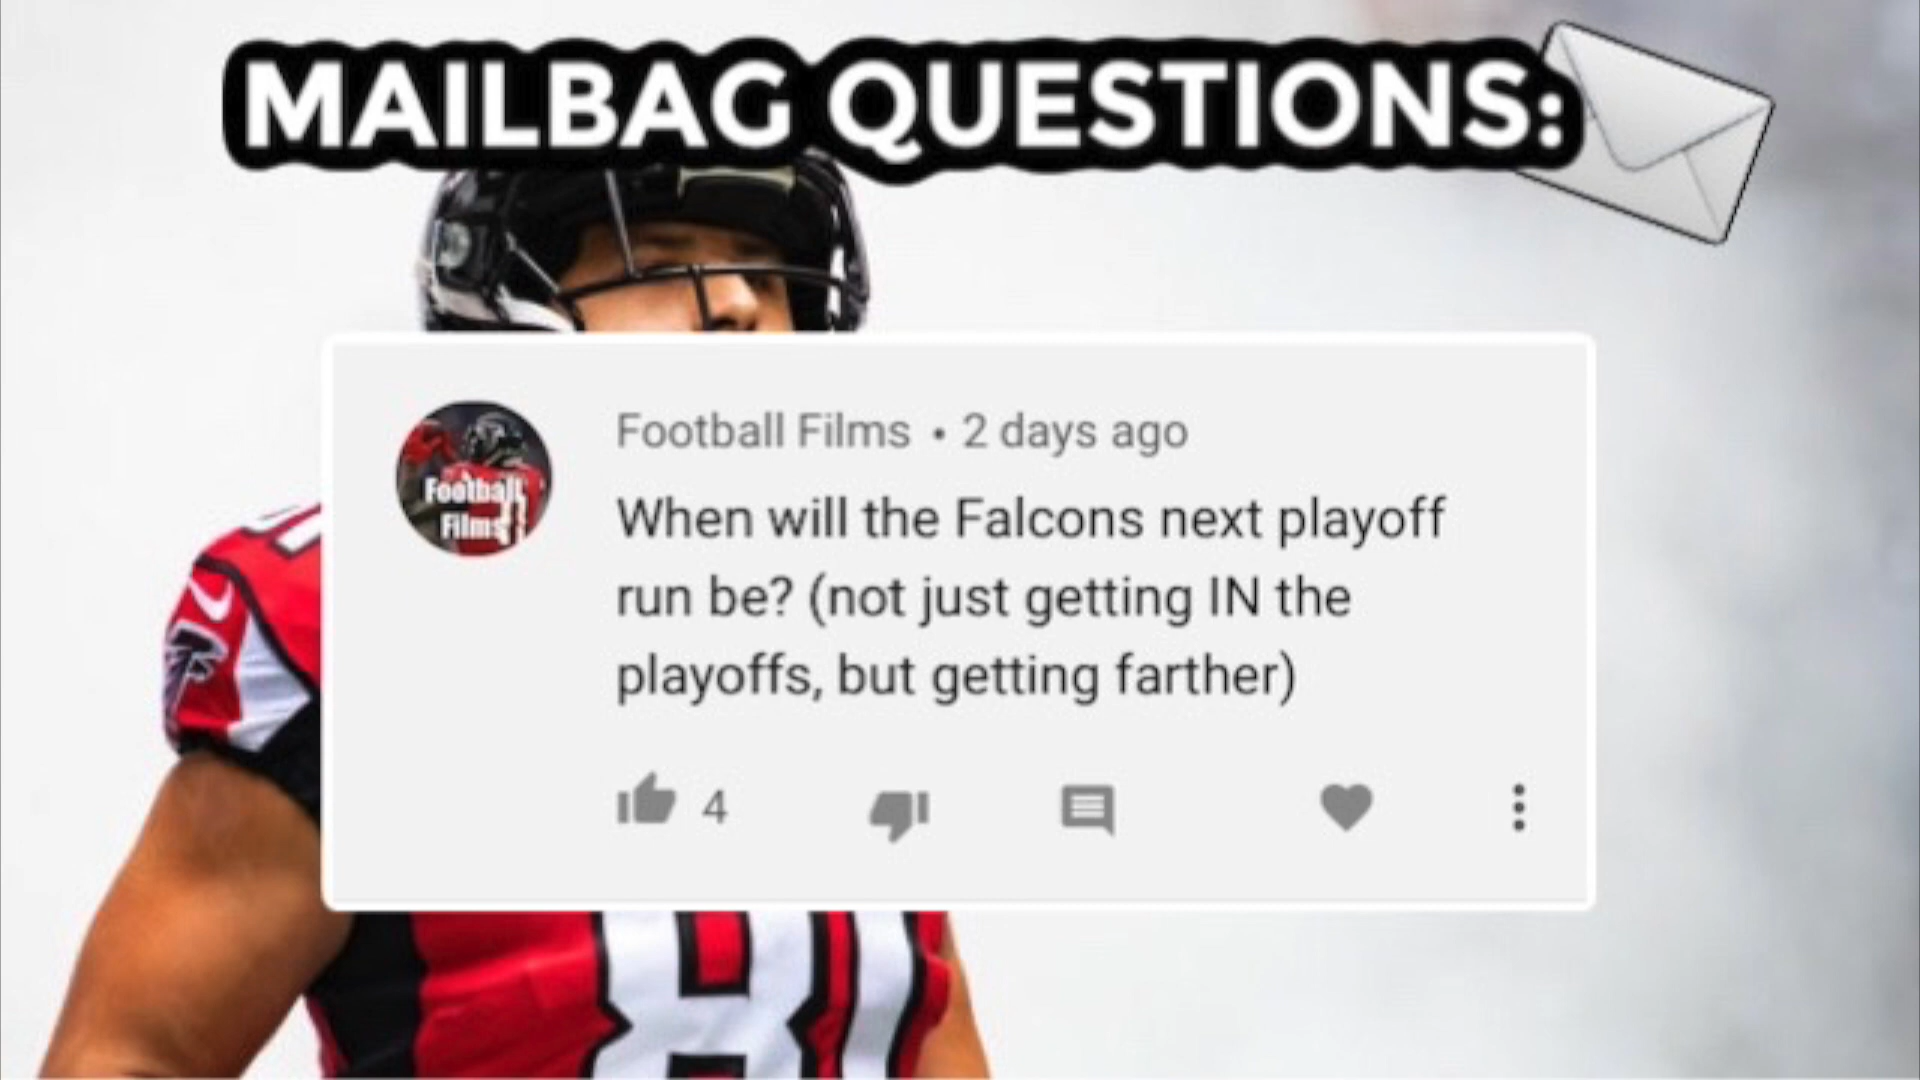 MAILBAG QUESTIONS:
Football Films • 2 days ago
Football
Films
When will the Falcons next playoff
run be? (not just getting IN the
playoffs, but getting farther)
4
8